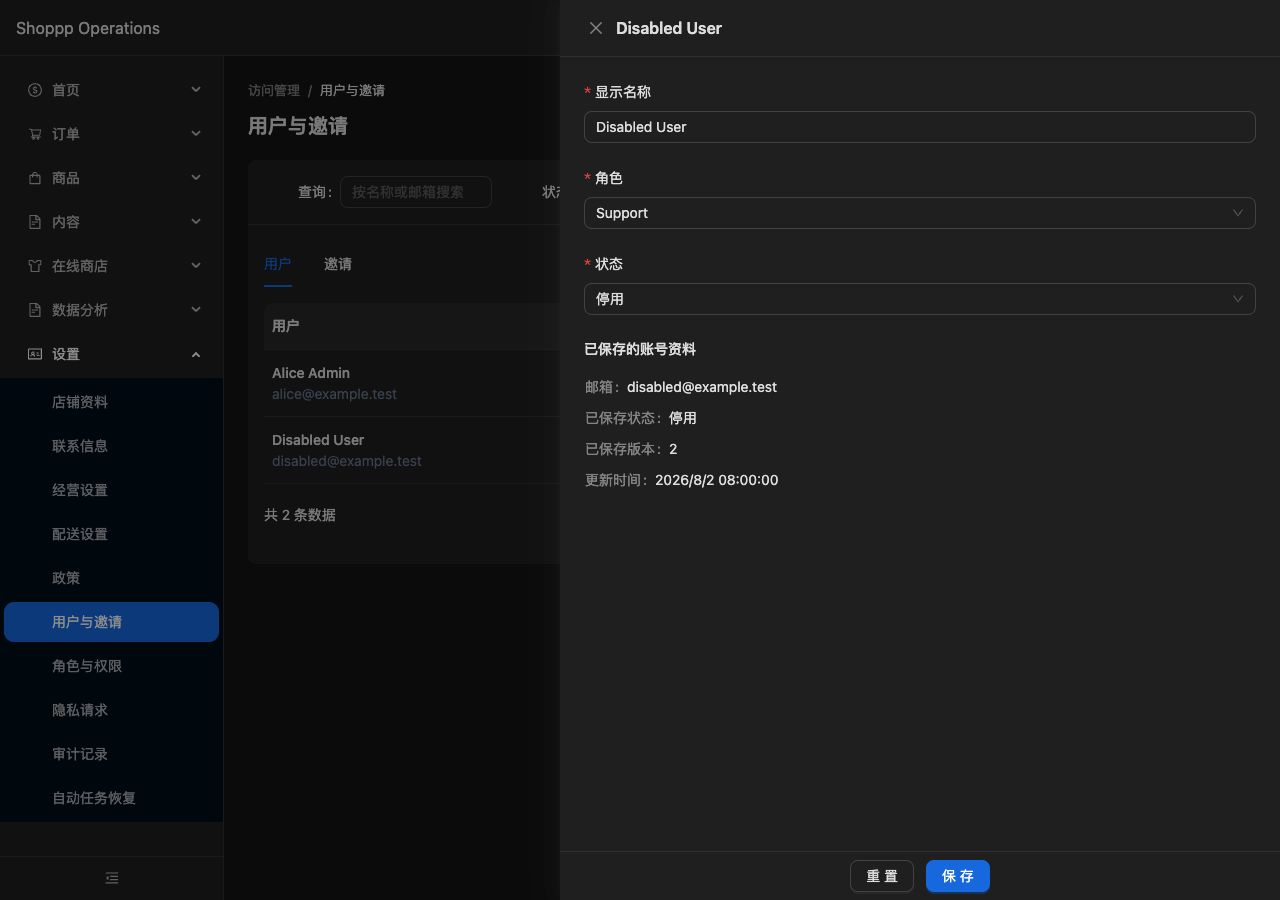 Shoppp Operations
首页
订单
商品
内容
在线商店
数据分析
设置
店铺资料
联系信息
经营设置
配送设置
政策
用户与邀请
角色与权限
隐私请求
审计记录
自动任务恢复
访问管理 / 用户与邀请
用户与邀请
查询： 按名称或邮箱搜索
用户 邀请
用户
Alice Admin
alice@example.test
Disabled User
disabled@example.test
共 2 条数据
Disabled User
* 显示名称
Disabled User
* 角色
Support
* 状态
停用
已保存的账号资料
邮箱：disabled@example.test
已保存状态：停用
已保存版本：2
更新时间：2026/8/2 08:00:00
重 置 保 存